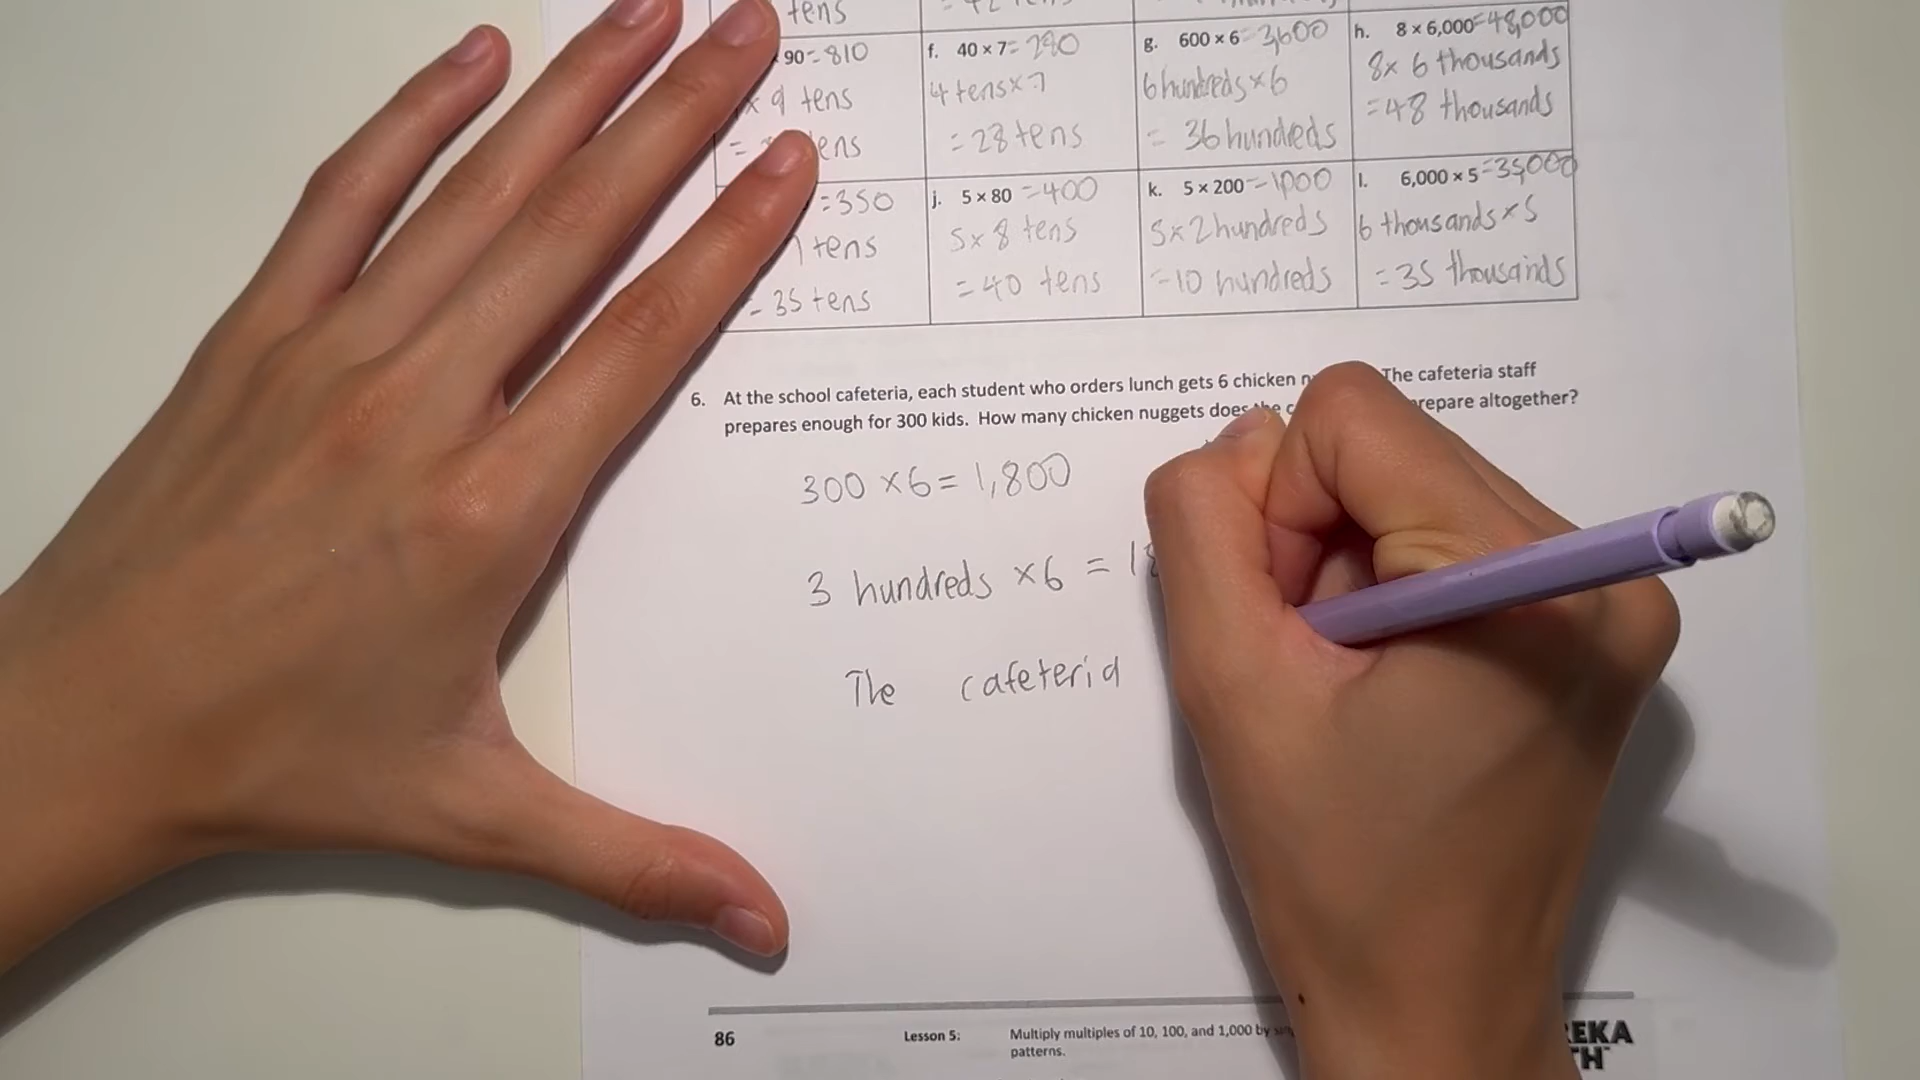 tens
90=810
f. 40 × 7=280
g. 600 × 6=3,600
h. 8 × 6,000=48,000
× 9 tens
4 tens×7
6 hundreds×6
8× 6 thousands
=28 tens
= 36 hundreds
=48 thousands
=350
j. 5 × 80 =400
k. 5 × 200=1,000
l. 6,000 × 5=35,000
tens
5× 8 tens
5×2 hundreds
6 thousands×5
= 35 tens
=40 tens
=10 hundreds
=35 thousands
6. At the school cafeteria, each student who orders lunch gets 6 chicken The cafeteria staff
prepares enough for 300 kids. How many chicken nuggets does the altogether?
300 ×6= 1,800
3 hundreds ×6 = 18
The cafeteria
86 Lesson 5: Multiply multiples of 10, 100, and 1,000 by
patterns.